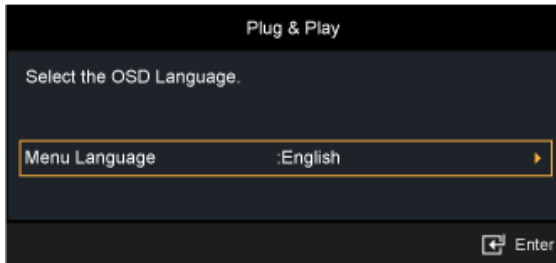 Plug & Play
Select the OSD Language.
Menu Language :English
Enter